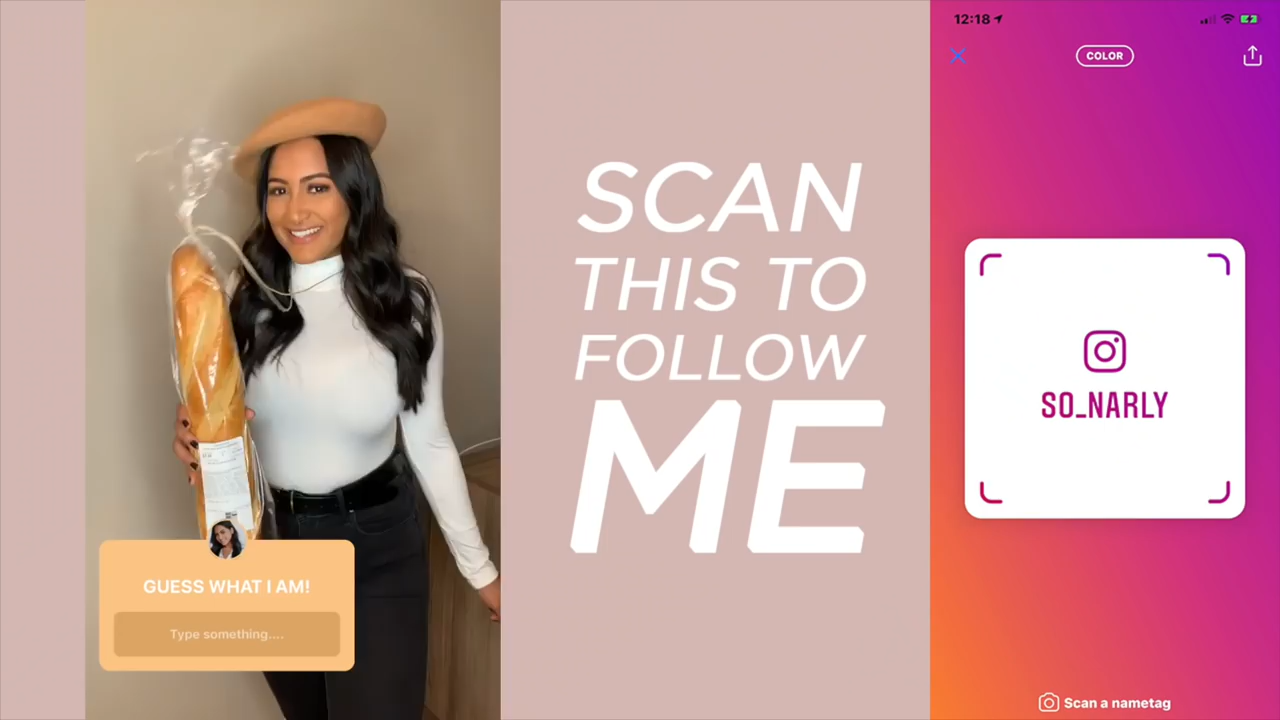 GUESS WHAT I AM!
Type something....
SCAN
THIS TO
FOLLOW
ME
12:18
COLOR
SO_NARLY
Scan a nametag